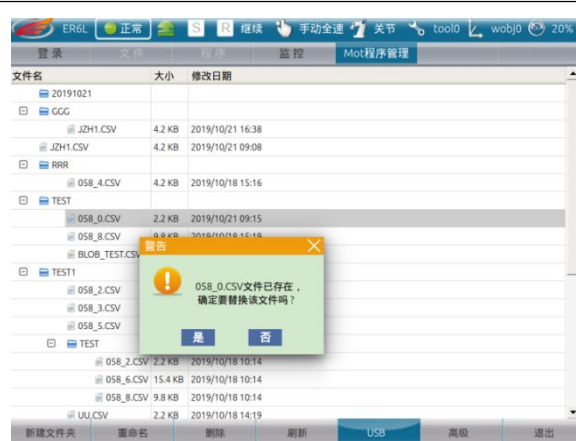 ER6L 正常 S R 继续 手动全速 关节 tool0 wobj0 20%
登录 文件 程序 监控 Mot程序管理
文件名 大小 修改日期
20191021
GGG
JZH1.CSV 4.2 KB 2019/10/21 16:38
JZH1.CSV 4.2 KB 2019/10/21 09:08
RRR
058_4.CSV 4.2 KB 2019/10/18 15:16
TEST
058_0.CSV 2.2 KB 2019/10/21 09:15
058_8.CSV 9.8 KB 2019/10/18 15:19
BLOB_TEST.CSV
警告
058_0.CSV文件已存在，
确定要替换该文件吗？
是 否
TEST1
058_2.CSV
058_3.CSV
058_5.CSV
TEST
058_2.CSV 2.2 KB 2019/10/18 10:14
058_6.CSV 15.4 KB 2019/10/18 10:14
058_8.CSV 9.8 KB 2019/10/18 10:14
UU.CSV 2.2 KB 2019/10/18 14:19
新建文件夹 重命名 删除 刷新 USB 高级 退出